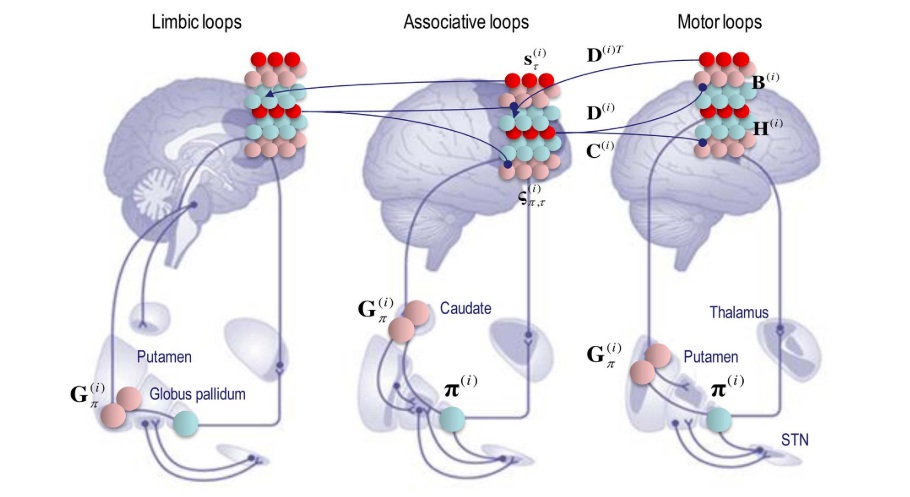 Limbic loops
Associative loops
Motor loops
s_τ^(i)
D^(i)T
B^(i)
D^(i)
H^(i)
C^(i)
ς_π,τ^(i)
G_π^(i)
Caudate
Thalamus
Putamen
G_π^(i)
Putamen
G_π^(i)
Globus pallidum
π^(i)
π^(i)
STN